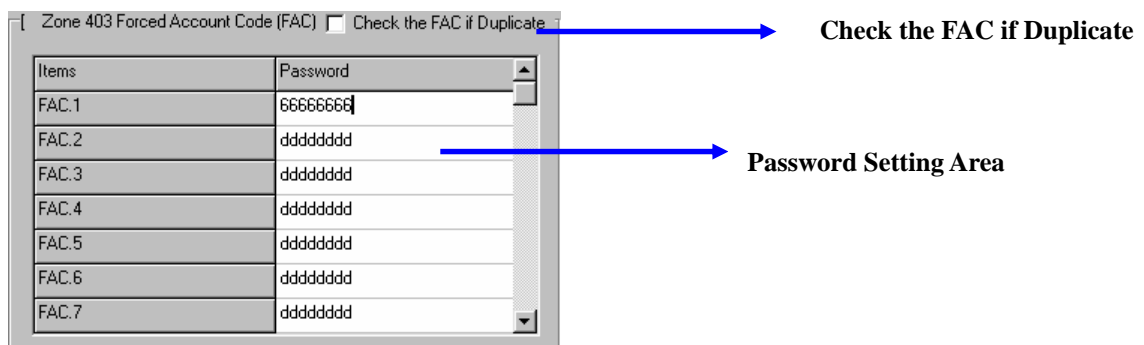 Zone 403 Forced Account Code (FAC) Check the FAC if Duplicate
Check the FAC if Duplicate
Items Password
FAC.1 66666666
FAC.2 dddddddd
FAC.3 dddddddd
FAC.4 dddddddd
FAC.5 dddddddd
FAC.6 dddddddd
FAC.7 dddddddd
Password Setting Area